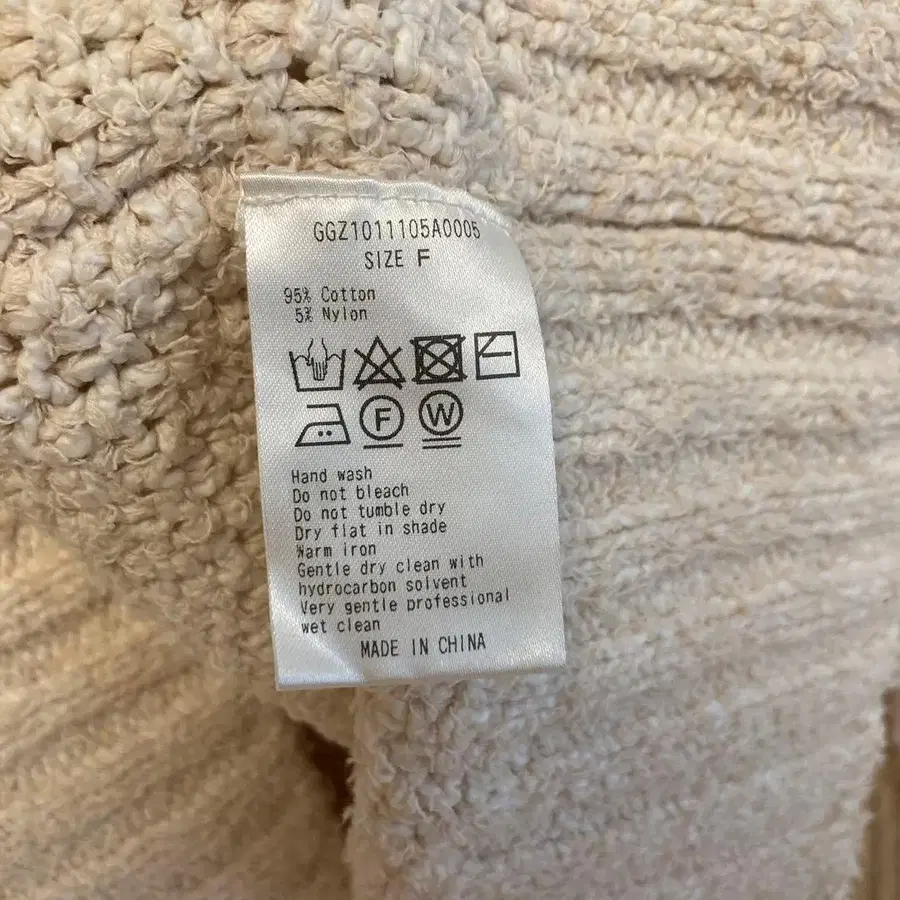 GGZ1011105A0005
SIZE F
95% Cotton
5% Nylon
F W
Hand wash
Do not bleach
Do not tumble dry
Dry flat in shade
Warm iron
Gentle dry clean with
hydrocarbon solvent
Very gentle professional
wet clean
MADE IN CHINA